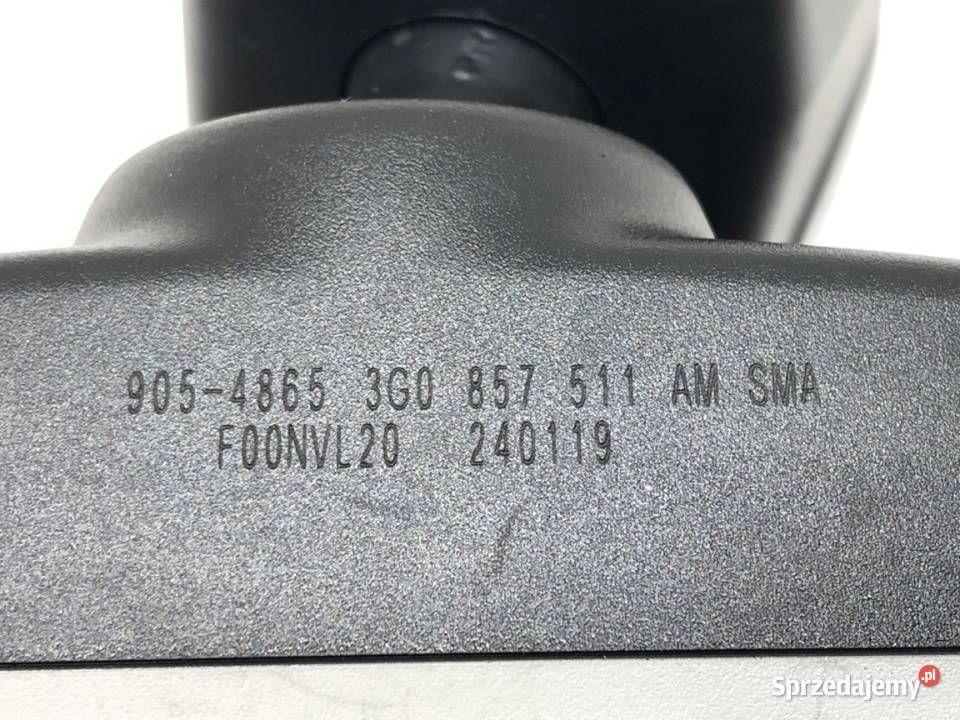 905-4865 3G0 857 511 AM SMA
F00NVL20 240119
Sprzedajemy.pl